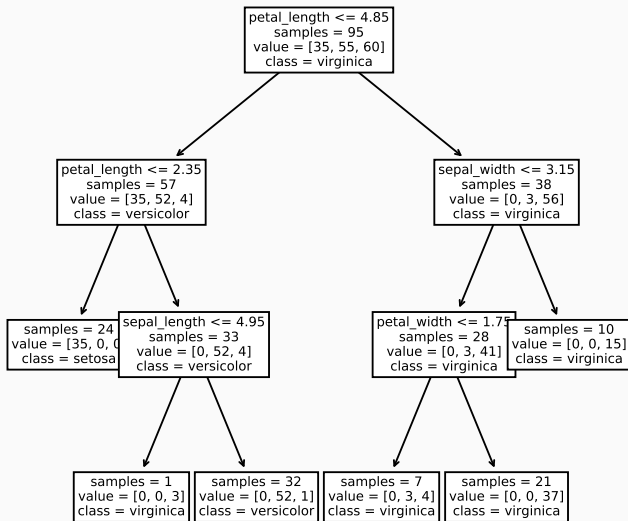 petal_length <= 4.85
samples = 95
value = [35, 55, 60]
class = virginica
petal_length <= 2.35
samples = 57
value = [35, 52, 4]
class = versicolor
sepal_width <= 3.15
samples = 38
value = [0, 3, 56]
class = virginica
samples = 24
value = [35, 0,
class = setosa
sepal_length <= 4.95
samples = 33
value = [0, 52, 4]
class = versicolor
petal_width <= 1.75
samples = 28
value = [0, 3, 41]
class = virginica
samples = 10
value = [0, 0, 15]
class = virginica
samples = 1
value = [0, 0, 3]
class = virginica
samples = 32
value = [0, 52, 1]
class = versicolor
samples = 7
value = [0, 3, 4]
class = virginica
samples = 21
value = [0, 0, 37]
class = virginica